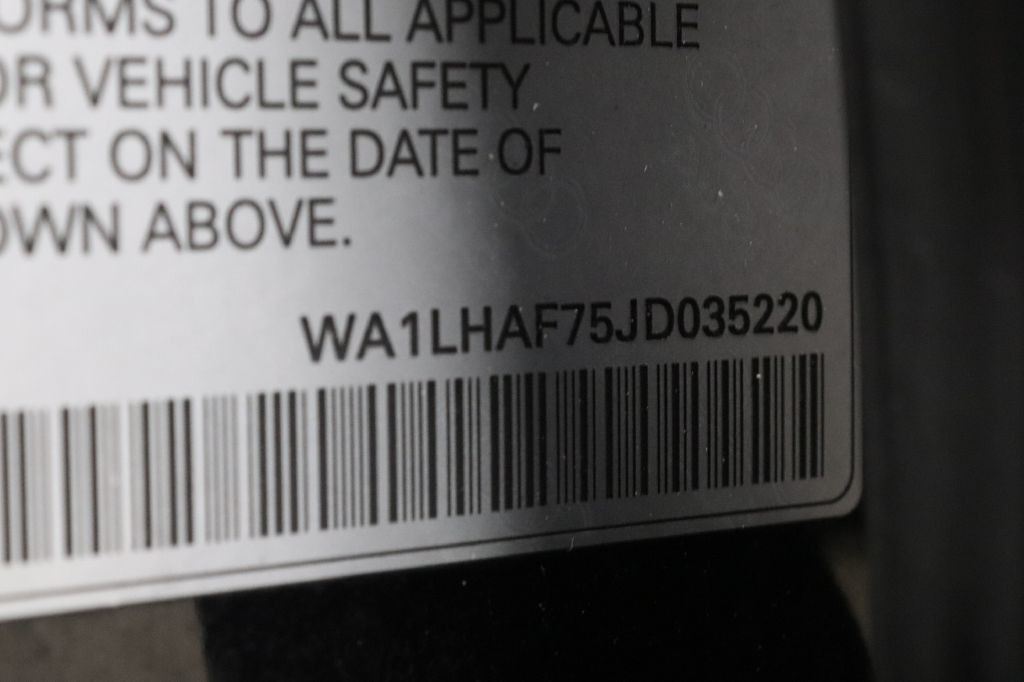 ORMS TO ALL APPLICABLE
OR VEHICLE SAFETY
ECT ON THE DATE OF
OWN ABOVE.
WA1LHAF75JD035220